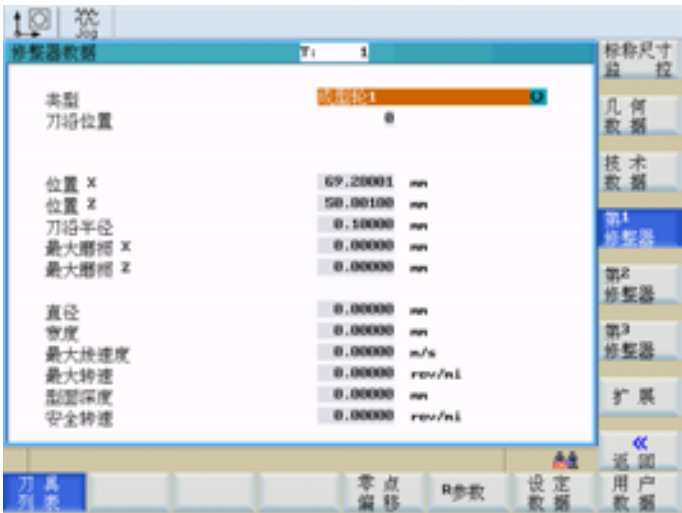 Jog
修整器数据 T: 1
类型 成型轮1
刀沿位置 0
位置 X 69.20001 mm
位置 Z 50.00100 mm
刀沿半径 0.10000 mm
最大磨损 X 0.00000 mm
最大磨损 Z 0.00000 mm
直径 0.00000 mm
宽度 0.00000 mm
最大线速度 0.00000 m/s
最大转速 0.00000 rev/mi
型面深度 0.00000 mm
安全转速 0.00000 rev/mi
标称尺寸
监 控
几 何
数 据
技 术
数 据
第1
修整器
第2
修整器
第3
修整器
扩 展
«
返 回
刀 具
列 表
零 点
偏 移
R参数
设 定
数 据
用 户
数 据